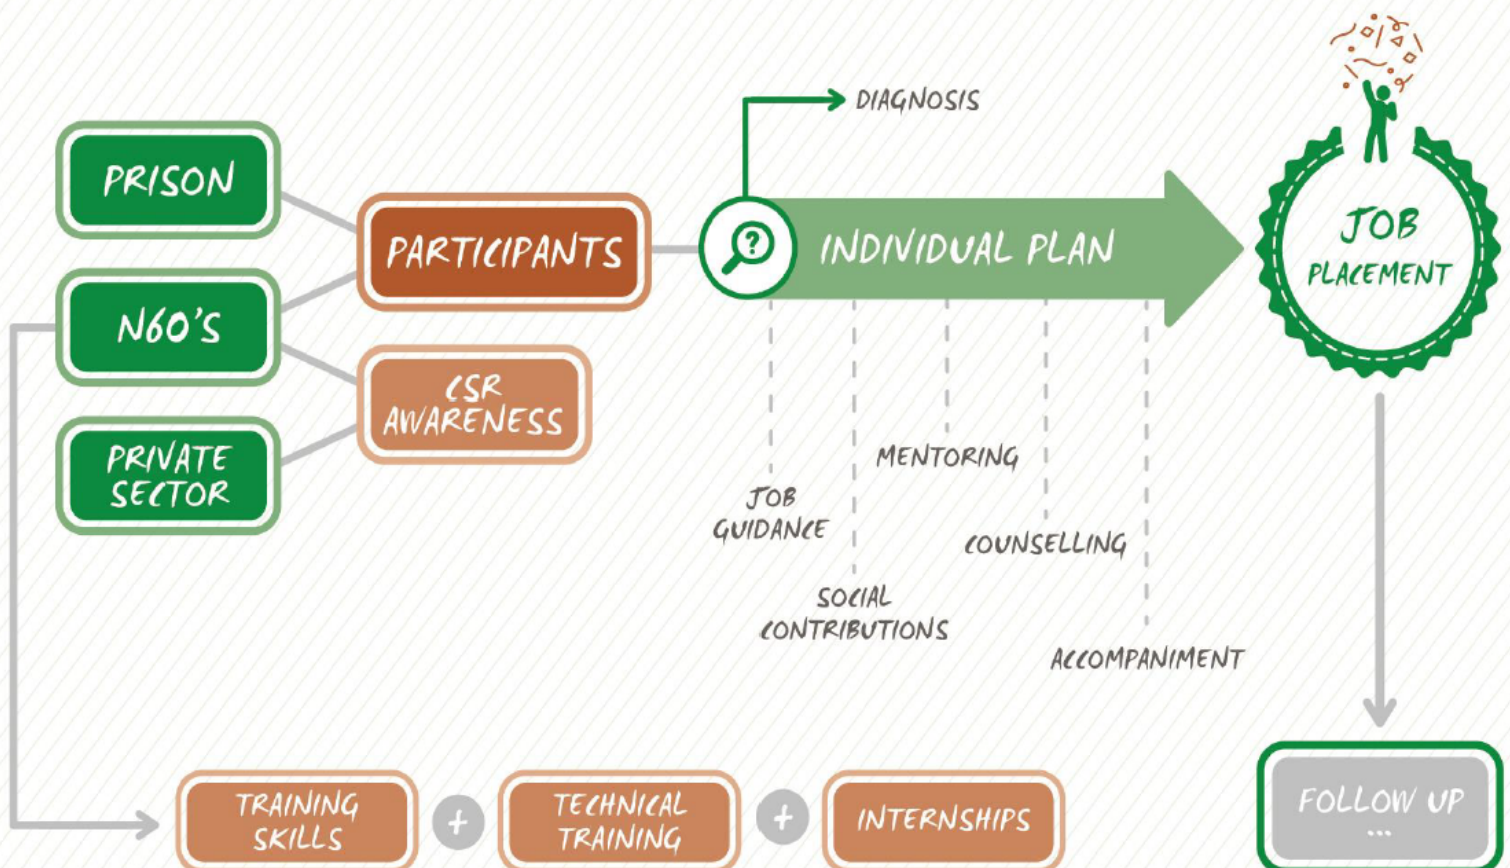 DIAGNOSIS
PRISON
PARTICIPANTS
INDIVIDUAL PLAN
JOB
PLACEMENT
NGO'S
CSR
AWARENESS
PRIVATE
SECTOR
MENTORING
JOB
GUIDANCE
COUNSELLING
SOCIAL
CONTRIBUTIONS
ACCOMPANIMENT
TRAINING
SKILLS
+
TECHNICAL
TRAINING
+
INTERNSHIPS
FOLLOW UP
...